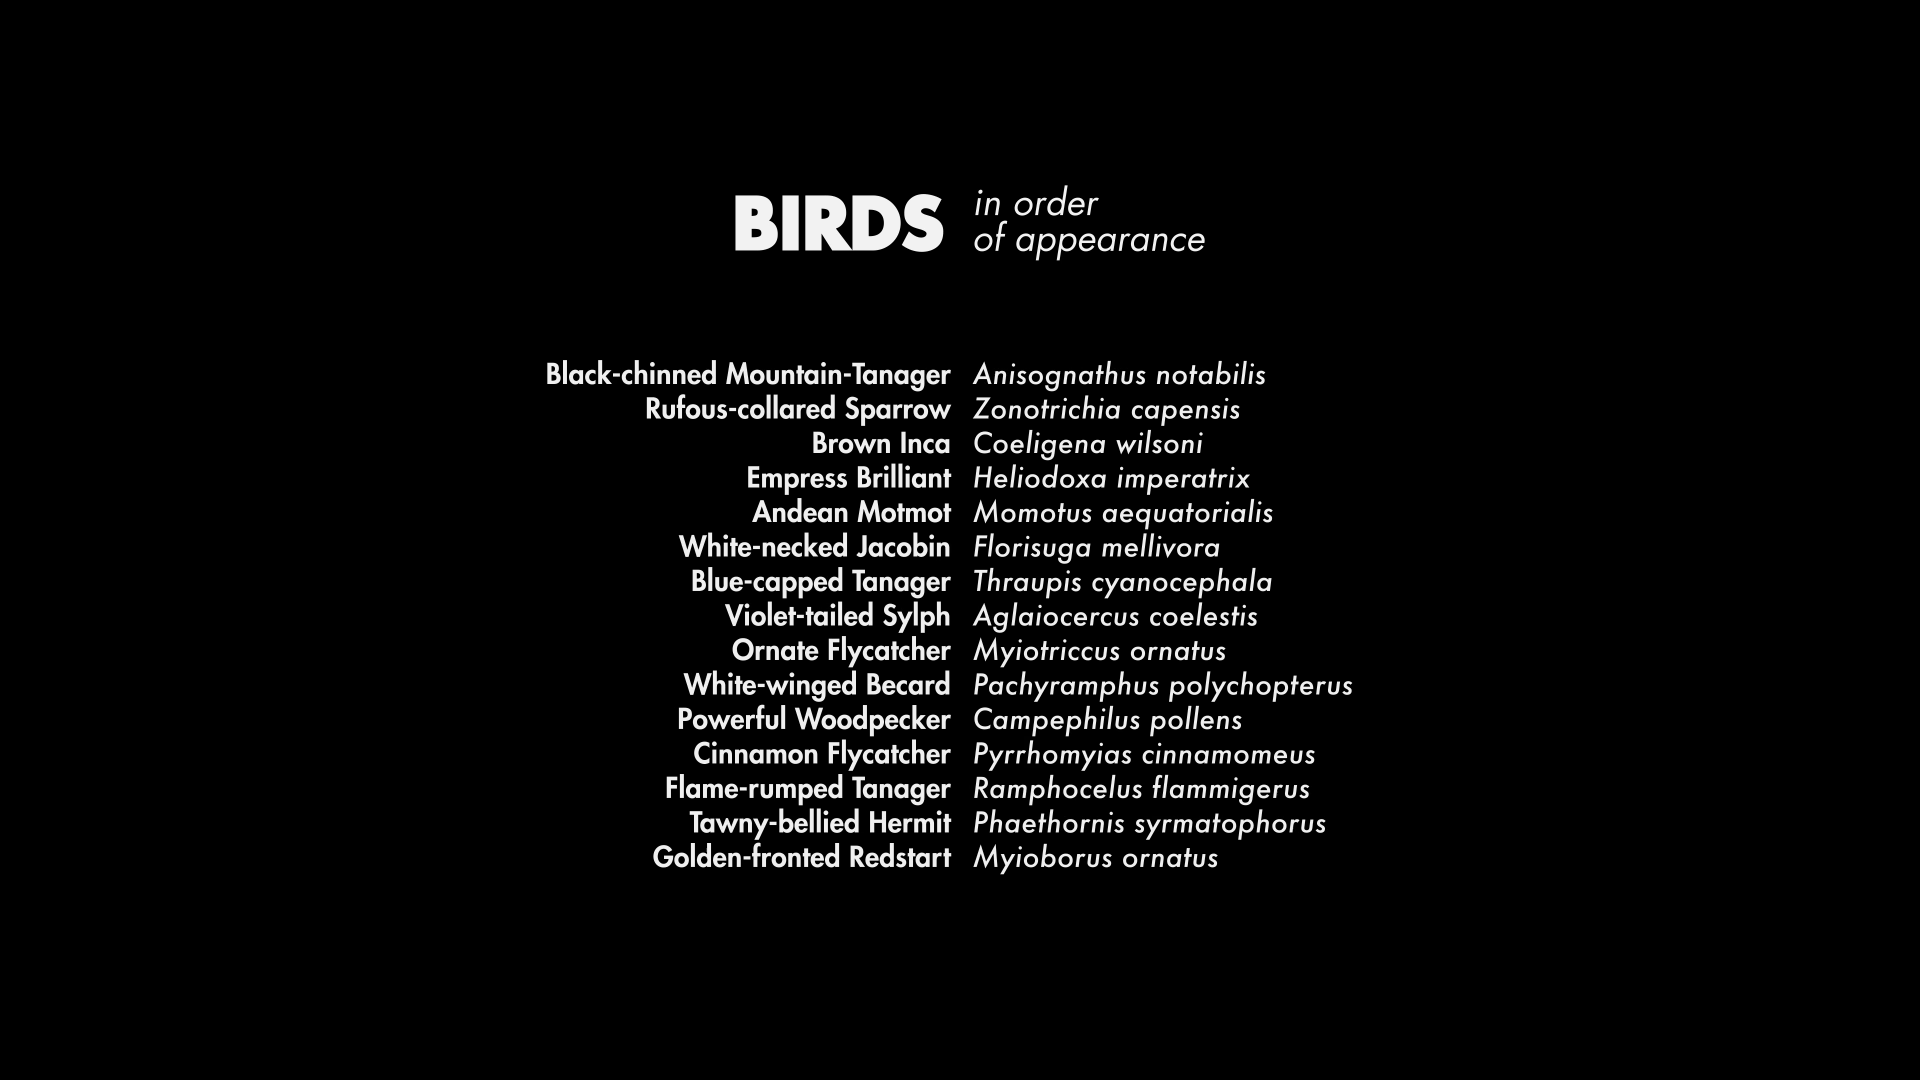 BIRDS in order
of appearance
Black-chinned Mountain-Tanager Anisognathus notabilis
Rufous-collared Sparrow Zonotrichia capensis
Brown Inca Coeligena wilsoni
Empress Brilliant Heliodoxa imperatrix
Andean Motmot Momotus aequatorialis
White-necked Jacobin Florisuga mellivora
Blue-capped Tanager Thraupis cyanocephala
Violet-tailed Sylph Aglaiocercus coelestis
Ornate Flycatcher Myiotriccus ornatus
White-winged Becard Pachyramphus polychopterus
Powerful Woodpecker Campephilus pollens
Cinnamon Flycatcher Pyrrhomyias cinnamomeus
Flame-rumped Tanager Ramphocelus flammigerus
Tawny-bellied Hermit Phaethornis syrmatophorus
Golden-fronted Redstart Myioborus ornatus